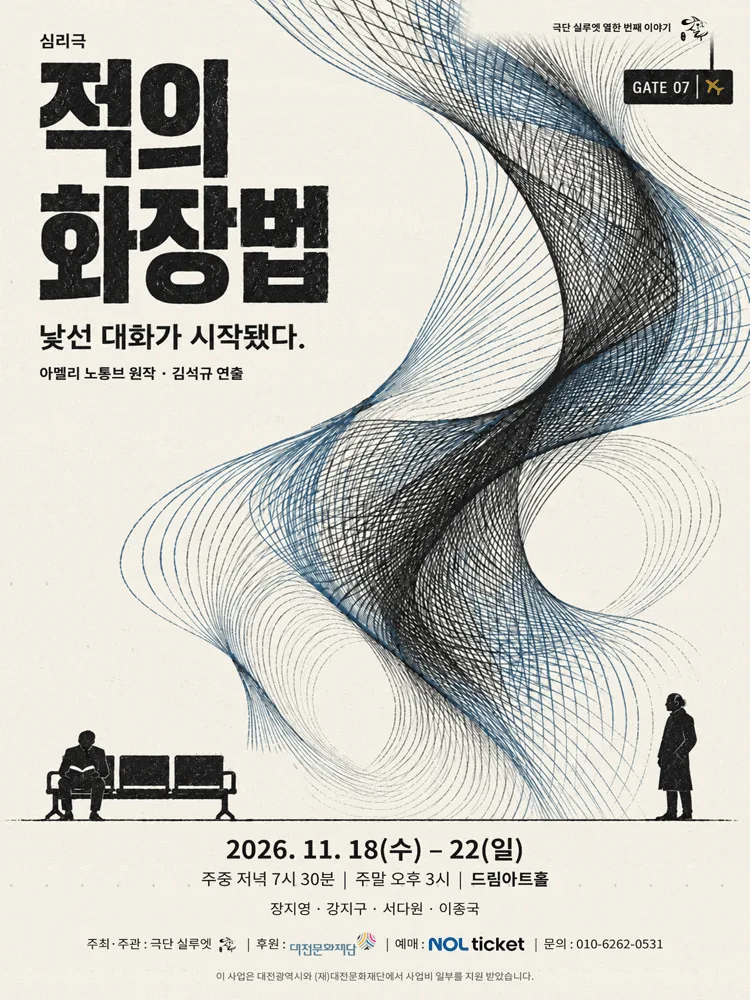 심리극
극단 실루엣 열한 번째 이야기
GATE 07
적의
화장법
낯선 대화가 시작됐다.
아멜리 노통브 원작 · 김석규 연출
2026. 11. 18(수) – 22(일)
주중 저녁 7시 30분 | 주말 오후 3시 | 드림아트홀
장지영 · 강지구 · 서다원 · 이종국
주최·주관 : 극단 실루엣 | 후원 : 대전문화재단 | 예매 : NOL ticket | 문의 : 010-6262-0531
이 사업은 대전광역시와 (재)대전문화재단에서 사업비 일부를 지원 받았습니다.